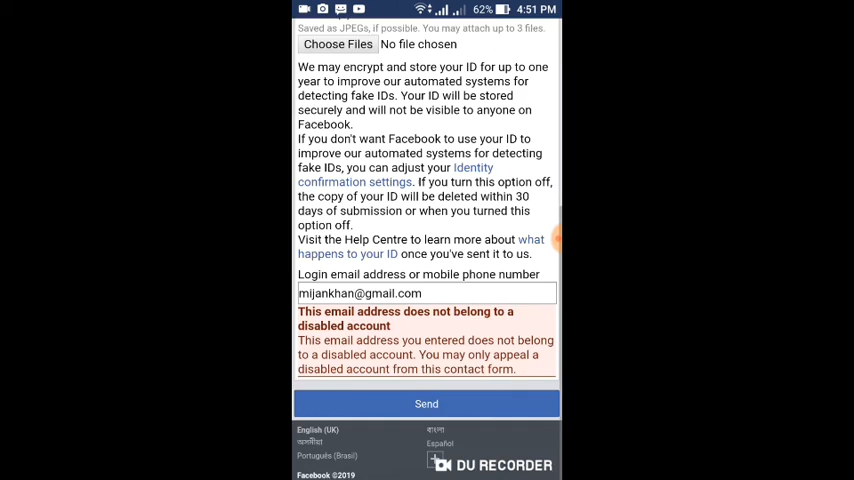 62% 4:51 PM
Saved as JPEGs, if possible. You may attach up to 3 files.
Choose Files No file chosen
We may encrypt and store your ID for up to one
year to improve our automated systems for
detecting fake IDs. Your ID will be stored
securely and will not be visible to anyone on
Facebook.
If you don't want Facebook to use your ID to
improve our automated systems for detecting
fake IDs, you can adjust your Identity
confirmation settings. If you turn this option off,
the copy of your ID will be deleted within 30
days of submission or when you turned this
option off.
Visit the Help Centre to learn more about what
happens to your ID once you've sent it to us.
Login email address or mobile phone number
mijankhan@gmail.com
This email address does not belong to a
disabled account
This email address you entered does not belong
to a disabled account. You may only appeal a
disabled account from this contact form.
Send
English (UK) বাংলা
অসমীয়া Español
Português (Brasil)
DU RECORDER
Facebook ©2019